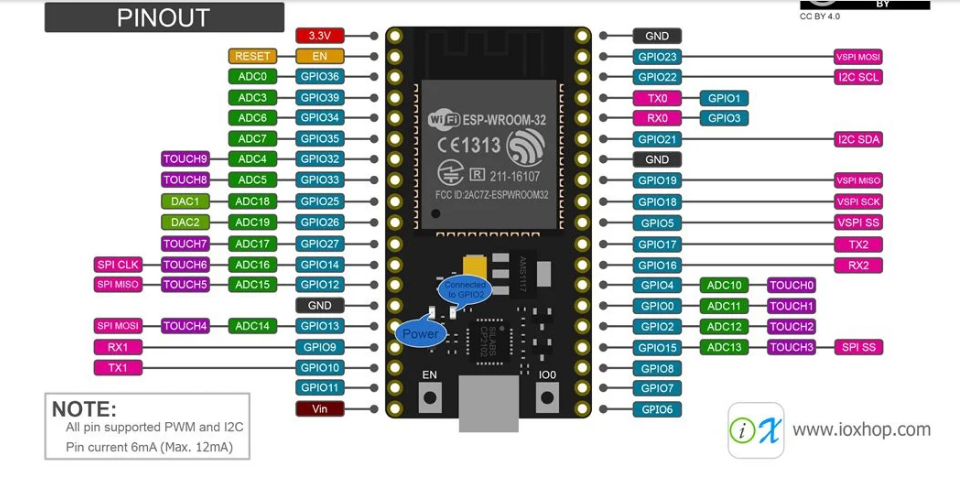 PINOUT
BY
CC BY 4.0
3.3V
RESET EN
ADC0 GPIO36
ADC3 GPIO39
ADC6 GPIO34
ADC7 GPIO35
TOUCH9 ADC4 GPIO32
TOUCH8 ADC5 GPIO33
DAC1 ADC18 GPIO25
DAC2 ADC19 GPIO26
TOUCH7 ADC17 GPIO27
SPI CLK TOUCH6 ADC16 GPIO14
SPI MISO TOUCH5 ADC15 GPIO12
GND
SPI MOSI TOUCH4 ADC14 GPIO13
RX1 GPIO9
TX1 GPIO10
GPIO11
Vin
WiFi ESP-WROOM-32
CE1313
R 211-16107
FCC ID:2AC7Z-ESPWROOM32
AMS1117
Connected
to GPIO2
Power
SILABS
CP2102
EN
IO0
GND
GPIO23 VSPI MOSI
GPIO22 I2C SCL
TX0 GPIO1
RX0 GPIO3
GPIO21 I2C SDA
GND
GPIO19 VSPI MISO
GPIO18 VSPI SCK
GPIO5 VSPI SS
GPIO17 TX2
GPIO16 RX2
GPIO4 ADC10 TOUCH0
GPIO0 ADC11 TOUCH1
GPIO2 ADC12 TOUCH2
GPIO15 ADC13 TOUCH3 SPI SS
GPIO8
GPIO7
GPIO6
NOTE:
All pin supported PWM and I2C
Pin current 6mA (Max. 12mA)
iX
www.ioxhop.com